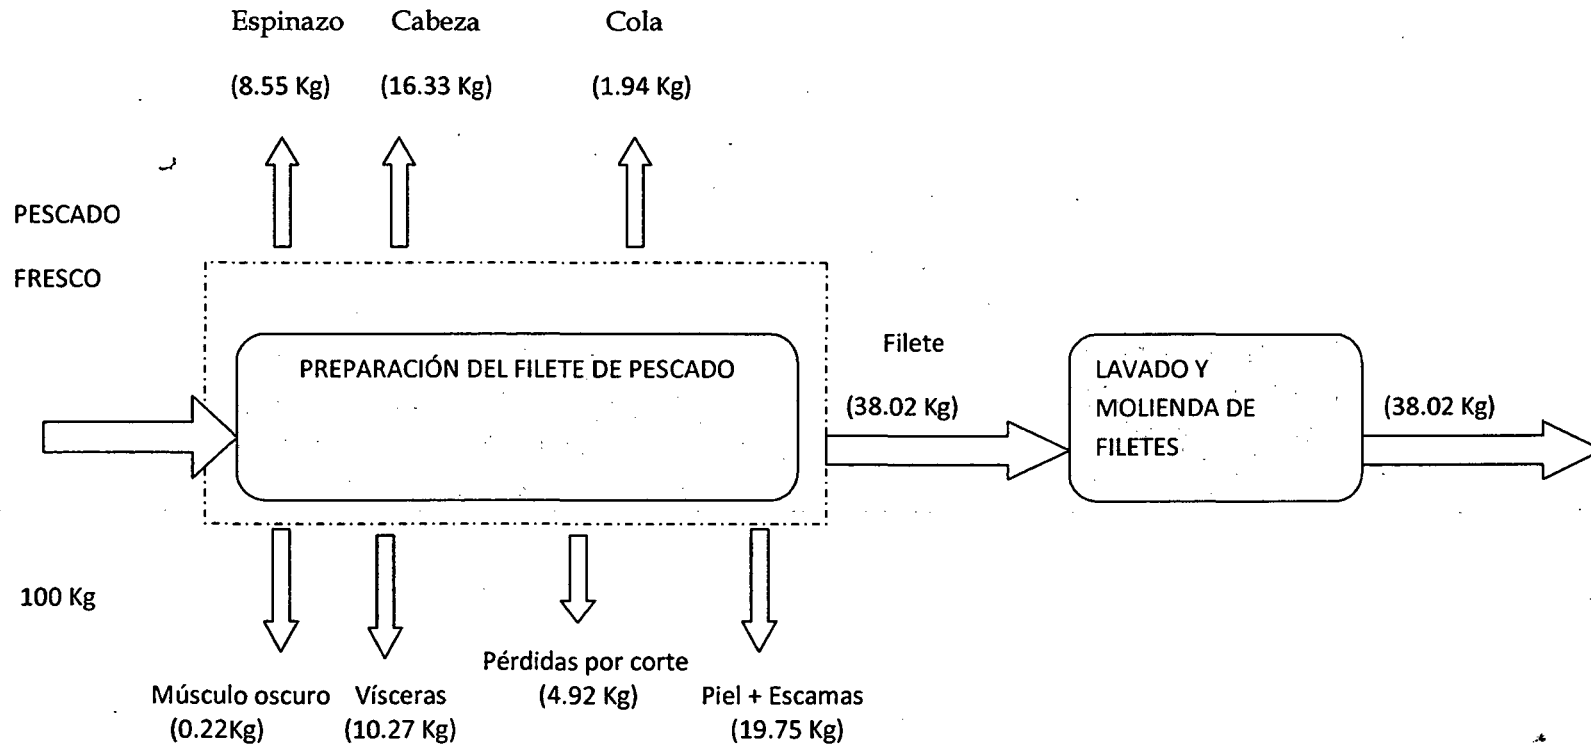 Espinazo Cabeza Cola
(8.55 Kg) (16.33 Kg) (1.94 Kg)
PESCADO
FRESCO
PREPARACIÓN DEL FILETE DE PESCADO
Filete
(38.02 Kg)
LAVADO Y
MOLIENDA DE
FILETES
(38.02 Kg)
100 Kg
Músculo oscuro
(0.22Kg)
Vísceras
(10.27 Kg)
Pérdidas por corte
(4.92 Kg)
Piel + Escamas
(19.75 Kg)